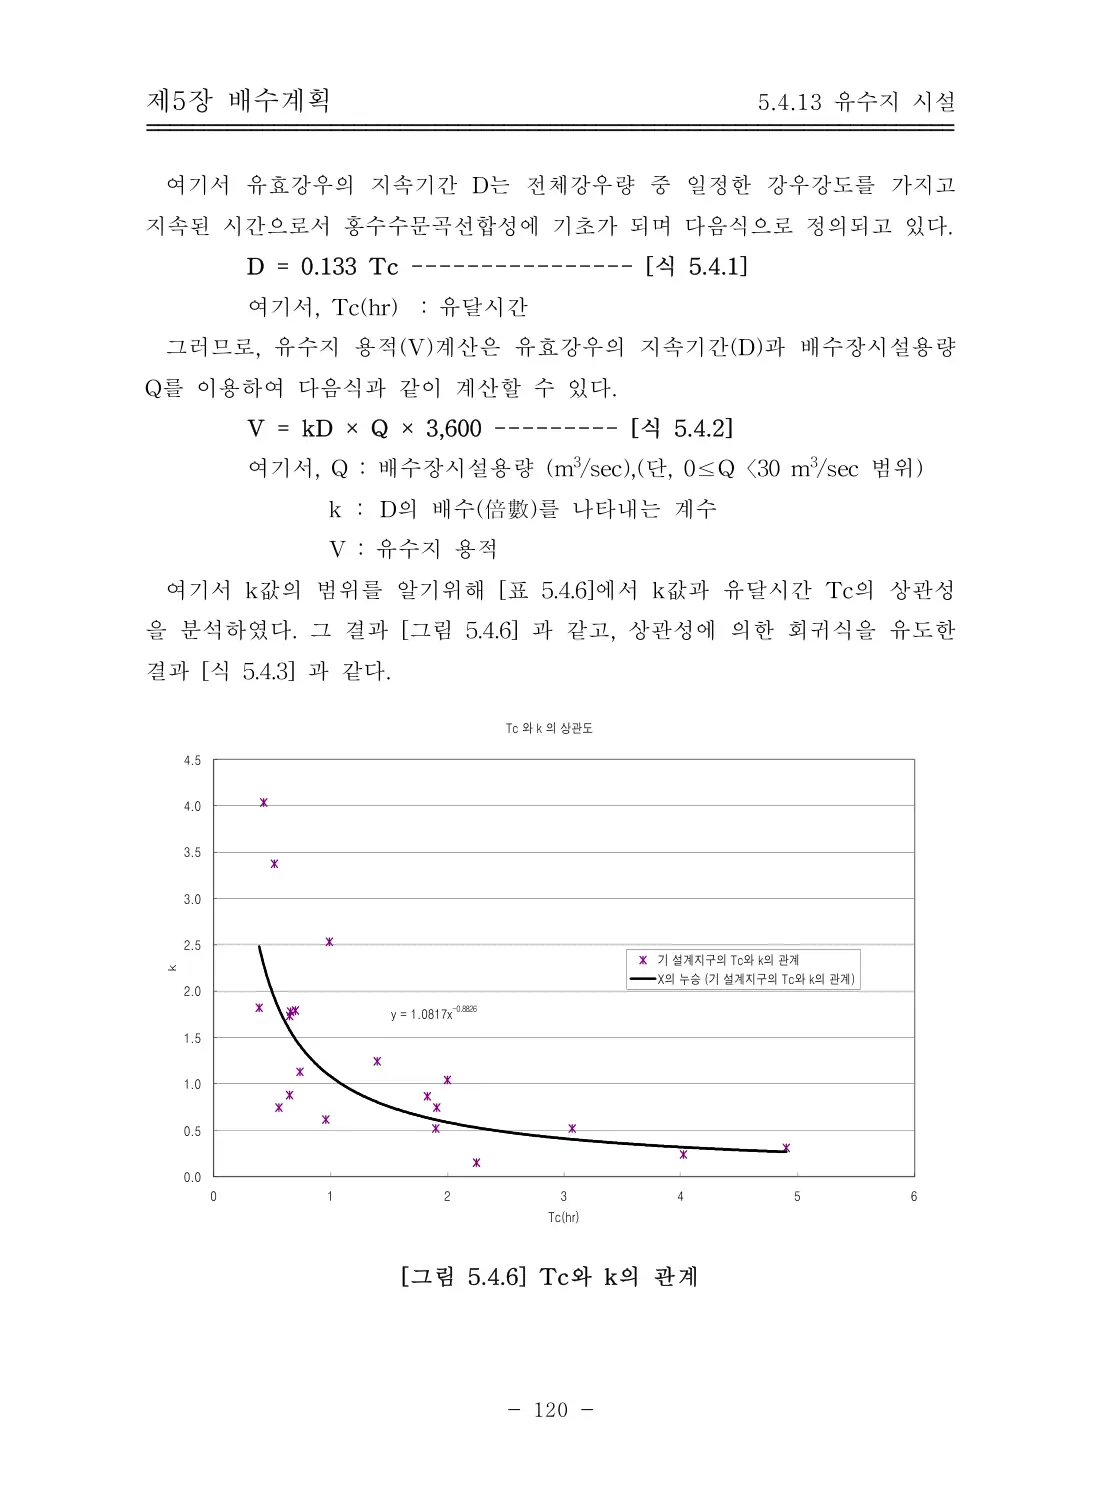 제5장 배수계획 5.4.13 유수지 시설
여기서 유효강우의 지속기간 D는 전체강우량 중 일정한 강우강도를 가지고
지속된 시간으로서 홍수수문곡선합성에 기초가 되며 다음식으로 정의되고 있다.
D = 0.133 Tc ---------------- [식 5.4.1]
여기서, Tc(hr) : 유달시간
그러므로, 유수지 용적(V)계산은 유효강우의 지속기간(D)과 배수장시설용량
Q를 이용하여 다음식과 같이 계산할 수 있다.
V = kD × Q × 3,600 --------- [식 5.4.2]
여기서, Q : 배수장시설용량 (m³/sec),(단, 0≤Q〈30 m³/sec 범위)
k : D의 배수(倍數)를 나타내는 계수
V : 유수지 용적
여기서 k값의 범위를 알기위해 [표 5.4.6]에서 k값과 유달시간 Tc의 상관성
을 분석하였다. 그 결과 [그림 5.4.6] 과 같고, 상관성에 의한 회귀식을 유도한
결과 [식 5.4.3] 과 같다.
Tc 와 k 의 상관도
4.5
4.0
3.5
3.0
2.5
2.0
1.5
1.0
0.5
0.0
k
기 설계지구의 Tc와 k의 관계
X의 누승 (기 설계지구의 Tc와 k의 관계)
y = 1.0817x^-0.8826
0 1 2 3 4 5 6
Tc(hr)
[그림 5.4.6] Tc와 k의 관계
- 120 -